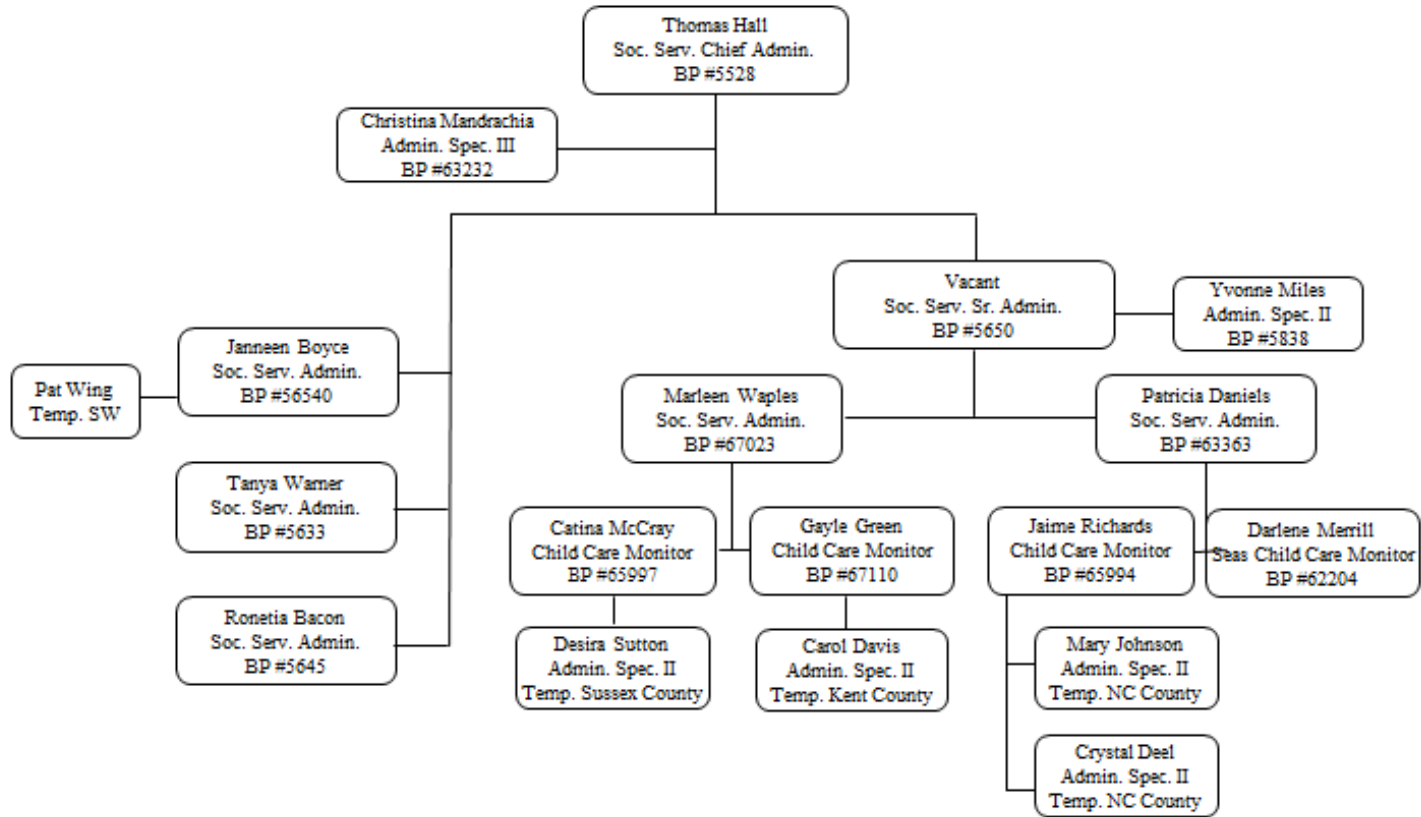 Thomas Hall
Soc. Serv. Chief Admin.
BP #5528
Christina Mandrachia
Admin. Spec. III
BP #63232
Vacant
Soc. Serv. Sr. Admin.
BP #5650
Yvonne Miles
Admin. Spec. II
BP #5838
Janneen Boyce
Soc. Serv. Admin.
BP #56540
Pat Wing
Temp. SW
Marleen Waples
Soc. Serv. Admin.
BP #67023
Patricia Daniels
Soc. Serv. Admin.
BP #63363
Tanya Warner
Soc. Serv. Admin.
BP #5633
Catina McCray
Child Care Monitor
BP #65997
Gayle Green
Child Care Monitor
BP #67110
Jaime Richards
Child Care Monitor
BP #65994
Darlene Merrill
Seas Child Care Monitor
BP #62204
Ronetia Bacon
Soc. Serv. Admin.
BP #5645
Desira Sutton
Admin. Spec. II
Temp. Sussex County
Carol Davis
Admin. Spec. II
Temp. Kent County
Mary Johnson
Admin. Spec. II
Temp. NC County
Crystal Deel
Admin. Spec. II
Temp. NC County